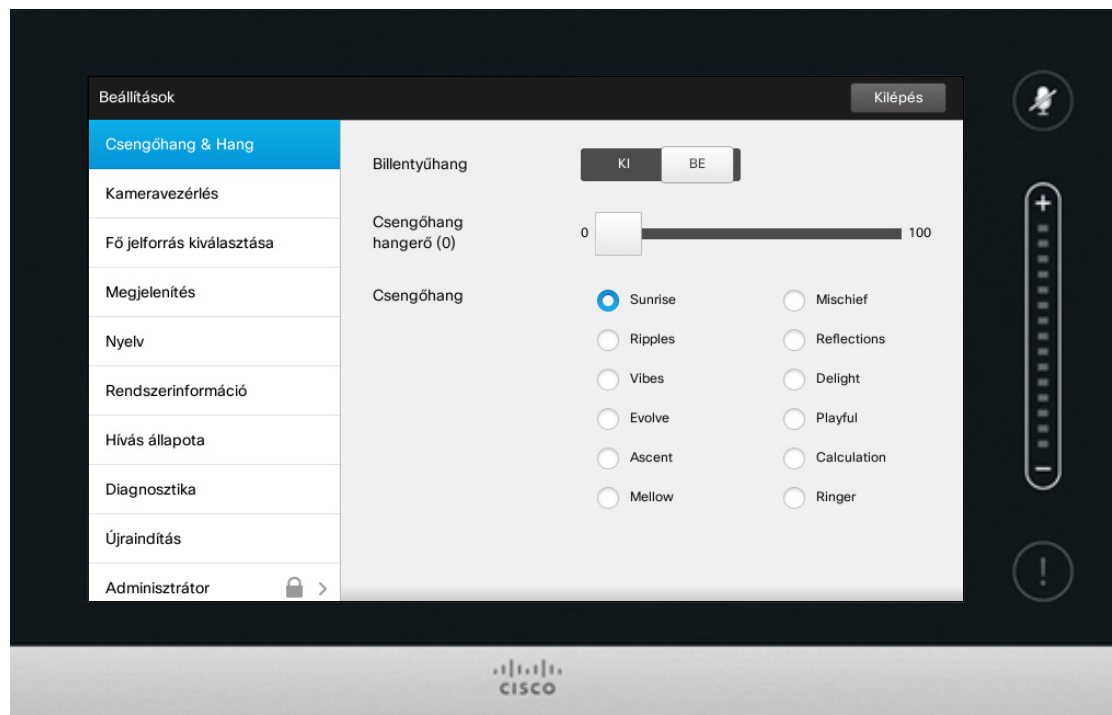 Beállítások
Kilépés
Csengőhang & Hang
Kameravezérlés
Fő jelforrás kiválasztása
Megjelenítés
Nyelv
Rendszerinformáció
Hívás állapota
Diagnosztika
Újraindítás
Adminisztrátor
Billentyűhang
KI BE
Csengőhang
hangerő (0)
0 100
Csengőhang
Sunrise Mischief
Ripples Reflections
Vibes Delight
Evolve Playful
Ascent Calculation
Mellow Ringer
+
–
!
CISCO